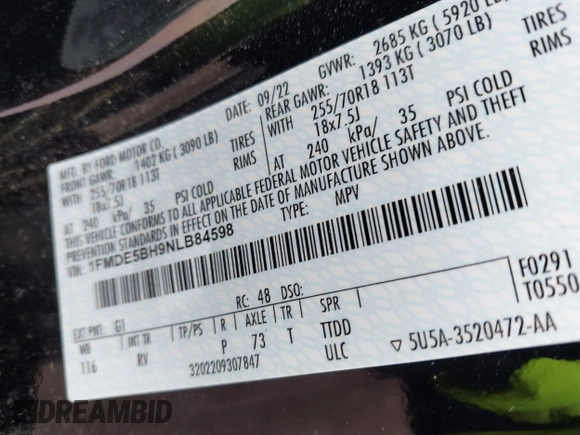 MFD. BY FORD MOTOR CO.
DATE: 09/22 GVWR: 2685 KG ( 5920 LB
FRONT GAWR: 1402 KG ( 3090 LB) REAR GAWR: 1393 KG ( 3070 LB)
WITH 255/70R18 113T TIRES WITH 255/70R18 113T TIRES
18x7.5J RIMS 18x7.5J RIMS
AT 240 kPa/ 35 PSI COLD AT 240 kPa/ 35 PSI COLD
THIS VEHICLE CONFORMS TO ALL APPLICABLE FEDERAL MOTOR VEHICLE SAFETY AND THEFT
PREVENTION STANDARDS IN EFFECT ON THE DATE OF MANUFACTURE SHOWN ABOVE.
VIN: 1FMDE5BH9NLB84598 TYPE: MPV
F0291
T0550
EXT PNT: G1 RC: 48 DSO:
WB INT TR TP/PS R AXLE TR SPR
116 RV P 73 T TTDD
3202209307847 ULC
▽ 5U5A-3520472-AA
DREAMBID